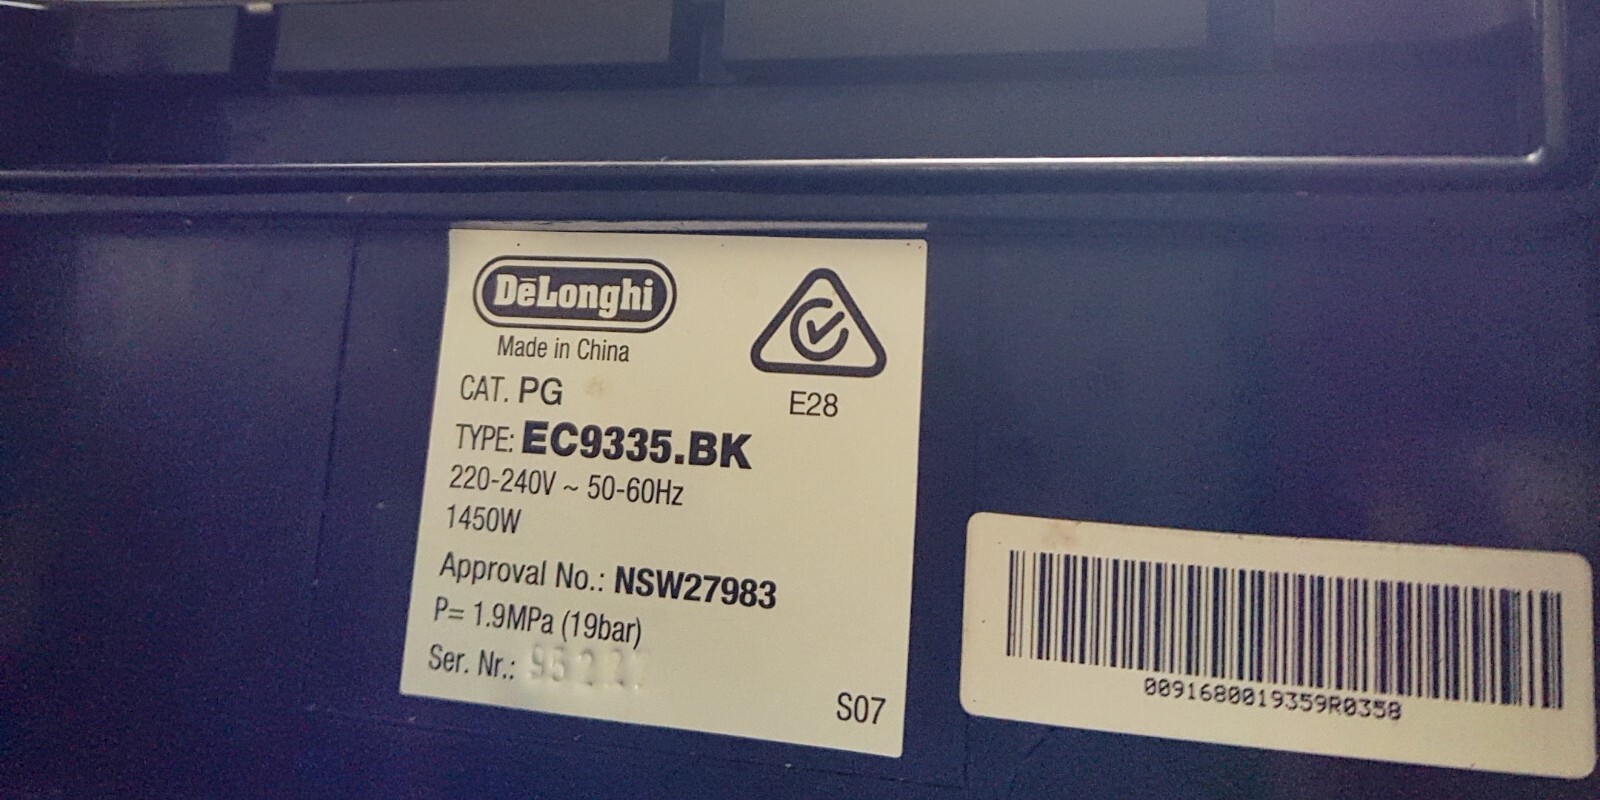 DeLonghi
Made in China
CAT. PG
E28
TYPE: EC9335.BK
220-240V ~ 50-60Hz
1450W
Approval No.: NSW27983
P= 1.9MPa (19bar)
Ser. Nr.:
S07
0091680019359R0358